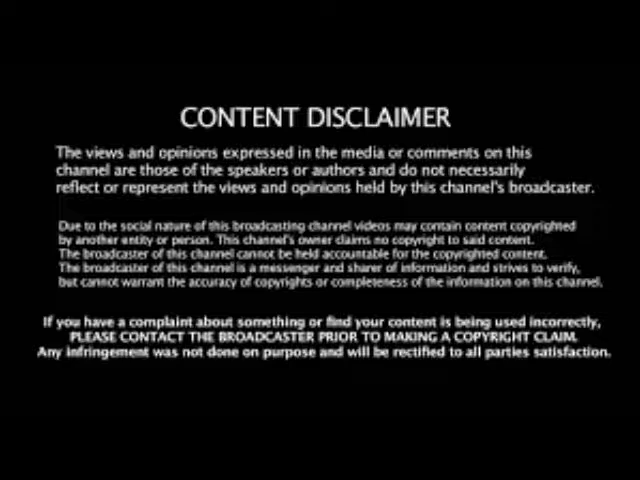 CONTENT DISCLAIMER
The views and opinions expressed in the media or comments on this
channel are those of the speakers or authors and do not necessarily
reflect or represent the views and opinions held by this channel's broadcaster.
Due to the social nature of this broadcasting channel videos may contain content copyrighted
by another entity or person. This channel's owner claims no copyright to said content.
The broadcaster of this channel cannot be held accountable for the copyrighted content.
The broadcaster of this channel is a messenger and sharer of information and strives to verify,
but cannot warrant the accuracy of copyrights or completeness of the information on this channel.
If you have a complaint about something or find your content is being used incorrectly,
PLEASE CONTACT THE BROADCASTER PRIOR TO MAKING A COPYRIGHT CLAIM.
Any infringement was not done on purpose and will be rectified to all parties satisfaction.